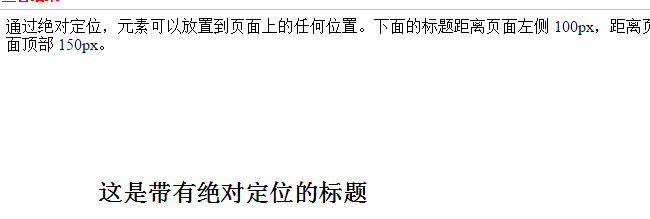 通过绝对定位，元素可以放置到页面上的任何位置。下面的标题距离页面左侧 100px，距离页
面顶部 150px。
这是带有绝对定位的标题